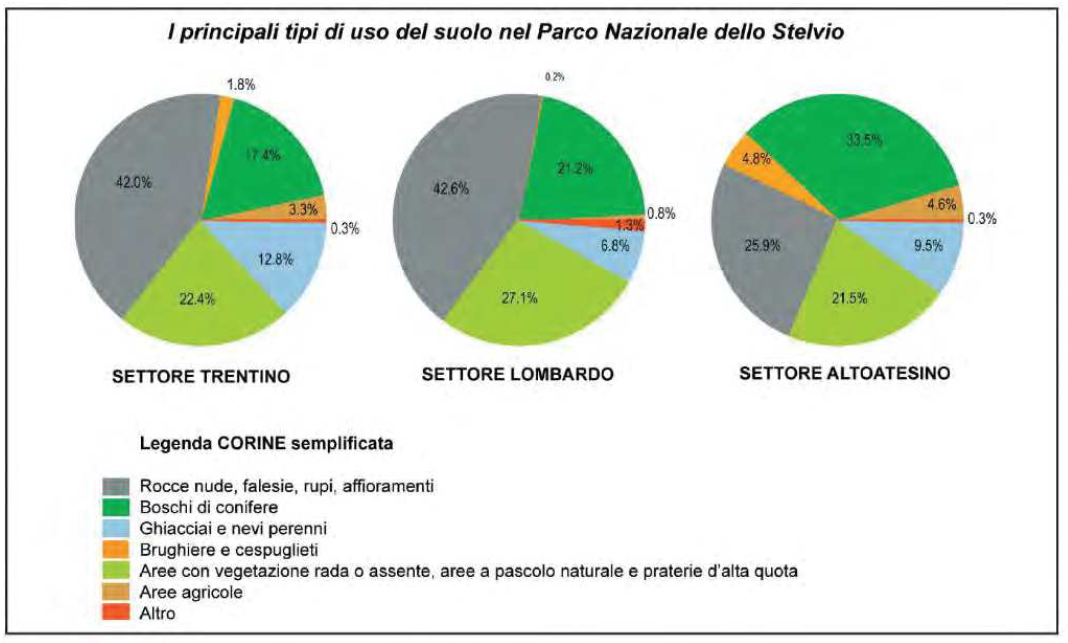 I principali tipi di uso del suolo nel Parco Nazionale dello Stelvio
1.8%
17.4%
42.0%
3.3%
0.3%
12.8%
22.4%
SETTORE TRENTINO
0.2%
21.2%
42.6%
0.8%
1.3%
6.8%
27.1%
SETTORE LOMBARDO
33.5%
4.8%
4.6%
0.3%
25.9%
9.5%
21.5%
SETTORE ALTOATESINO
Legenda CORINE semplificata
Rocce nude, falesie, rupi, affioramenti
Boschi di conifere
Ghiacciai e nevi perenni
Brughiere e cespuglieti
Aree con vegetazione rada o assente, aree a pascolo naturale e praterie d'alta quota
Aree agricole
Altro